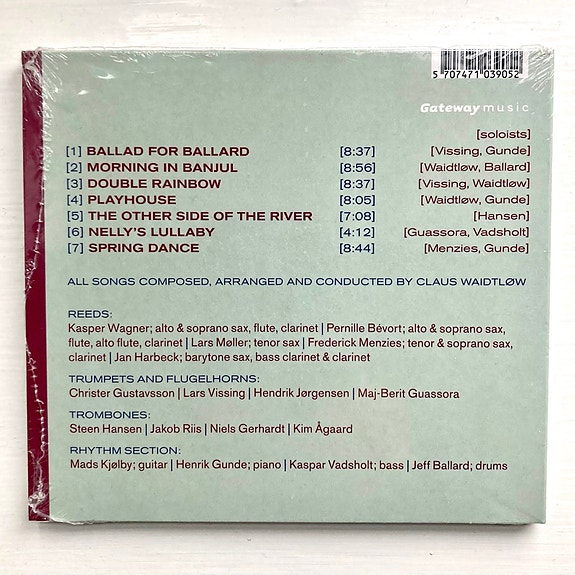 5 707471 039052
Gateway music
[soloists]
[1] BALLAD FOR BALLARD [8:37] [Vissing, Gunde]
[2] MORNING IN BANJUL [8:56] [Waidtløw, Ballard]
[3] DOUBLE RAINBOW [8:37] [Vissing, Waidtløw]
[4] PLAYHOUSE [8:05] [Waidtløw, Gunde]
[5] THE OTHER SIDE OF THE RIVER [7:08] [Hansen]
[6] NELLY'S LULLABY [4:12] [Guassora, Vadsholt]
[7] SPRING DANCE [8:44] [Menzies, Gunde]
ALL SONGS COMPOSED, ARRANGED AND CONDUCTED BY CLAUS WAIDTLØW
REEDS:
Kasper Wagner; alto & soprano sax, flute, clarinet | Pernille Bévort; alto & soprano sax,
flute, alto flute, clarinet | Lars Møller; tenor sax | Frederick Menzies; tenor & soprano sax,
clarinet | Jan Harbeck; barytone sax, bass clarinet & clarinet
TRUMPETS AND FLUGELHORNS:
Christer Gustavsson | Lars Vissing | Hendrik Jørgensen | Maj-Berit Guassora
TROMBONES:
Steen Hansen | Jakob Riis | Niels Gerhardt | Kim Ågaard
RHYTHM SECTION:
Mads Kjølby; guitar | Henrik Gunde; piano | Kaspar Vadsholt; bass | Jeff Ballard; drums